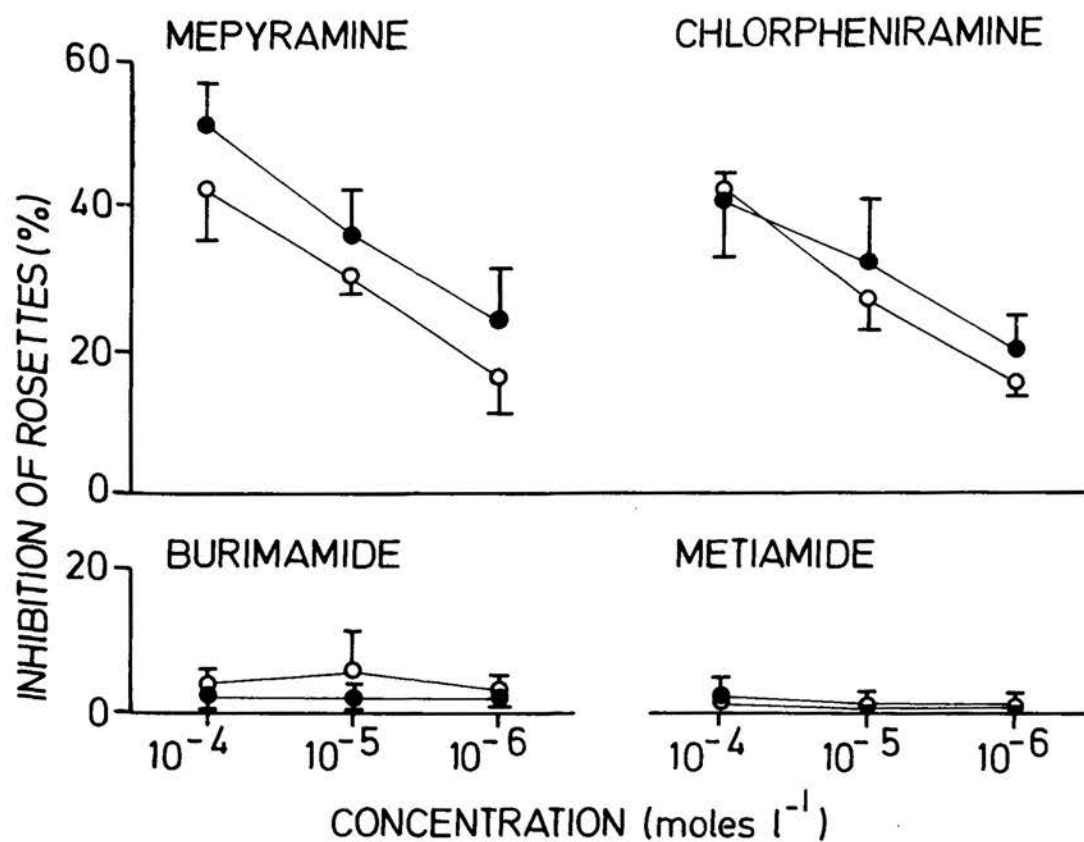 MEPYRAMINE
CHLORPHENIRAMINE
60
40
20
0
INHIBITION OF ROSETTES (%)
BURIMAMIDE
METIAMIDE
20
0
10⁻⁴ 10⁻⁵ 10⁻⁶
10⁻⁴ 10⁻⁵ 10⁻⁶
CONCENTRATION (moles l⁻¹)